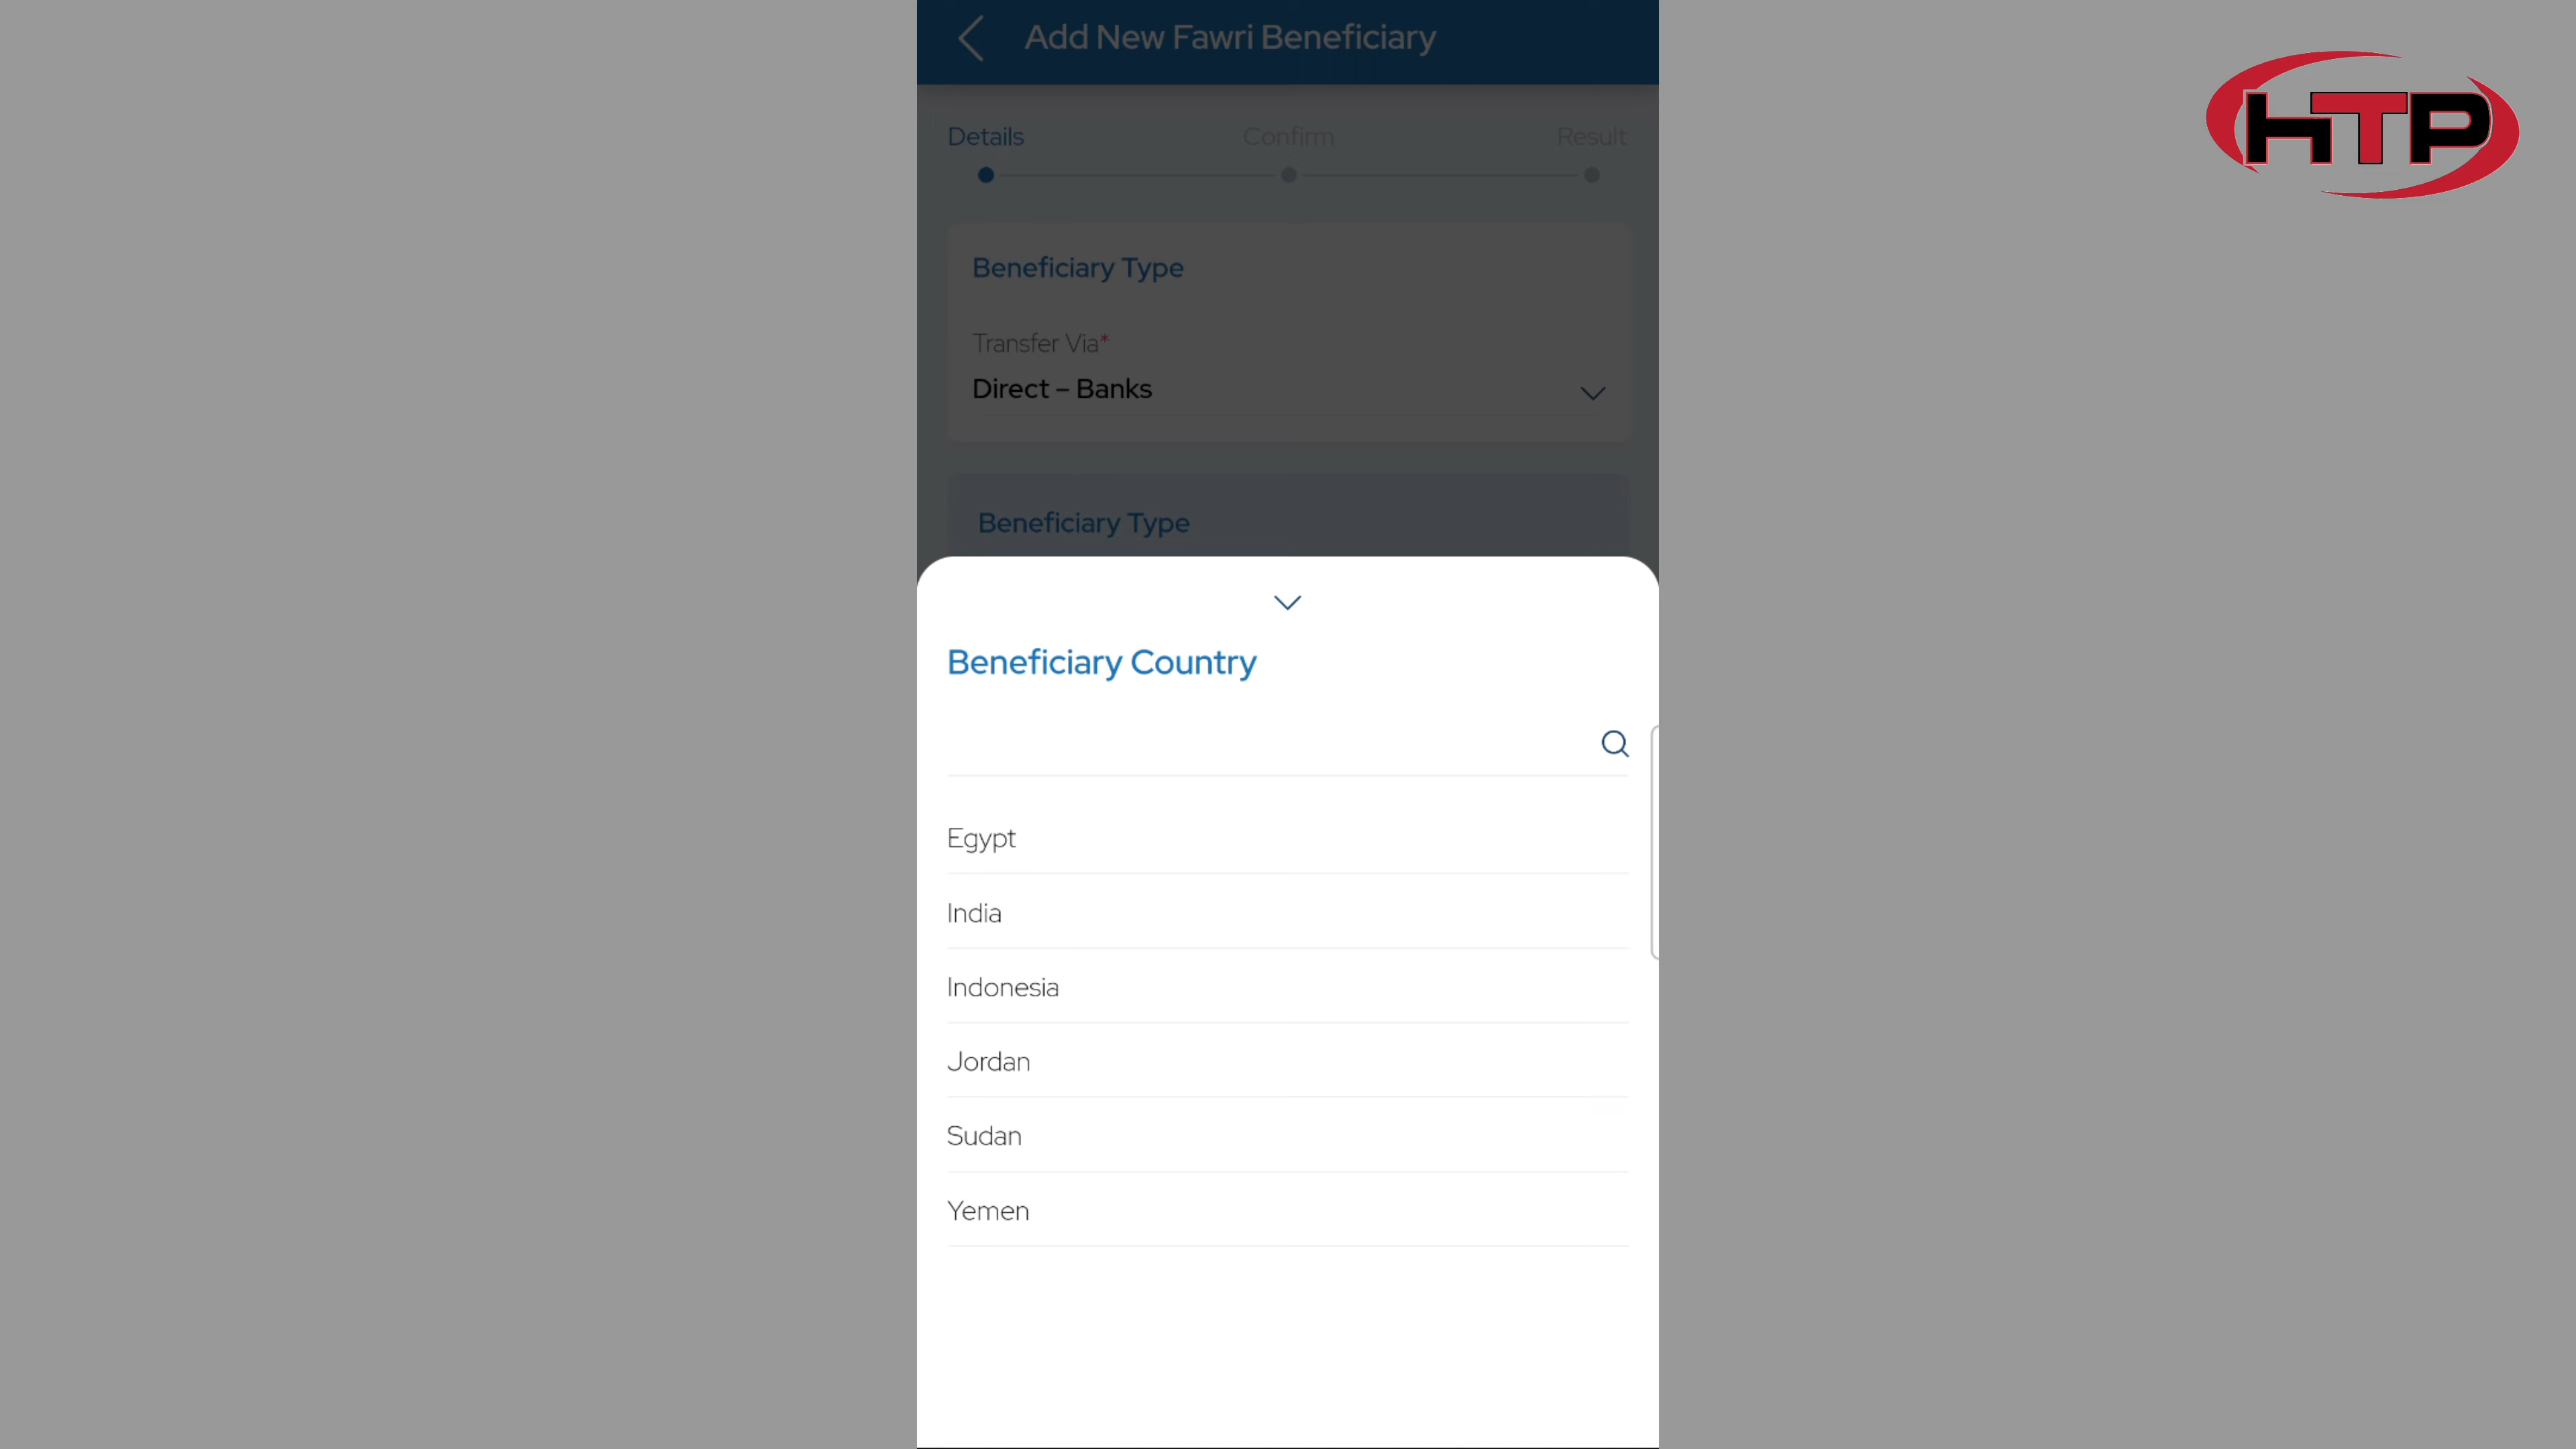 Add New Fawri Beneficiary
HTP
Details Confirm Result
Beneficiary Type
Transfer Via*
Direct – Banks
Beneficiary Type
Beneficiary Country
Egypt
India
Indonesia
Jordan
Sudan
Yemen